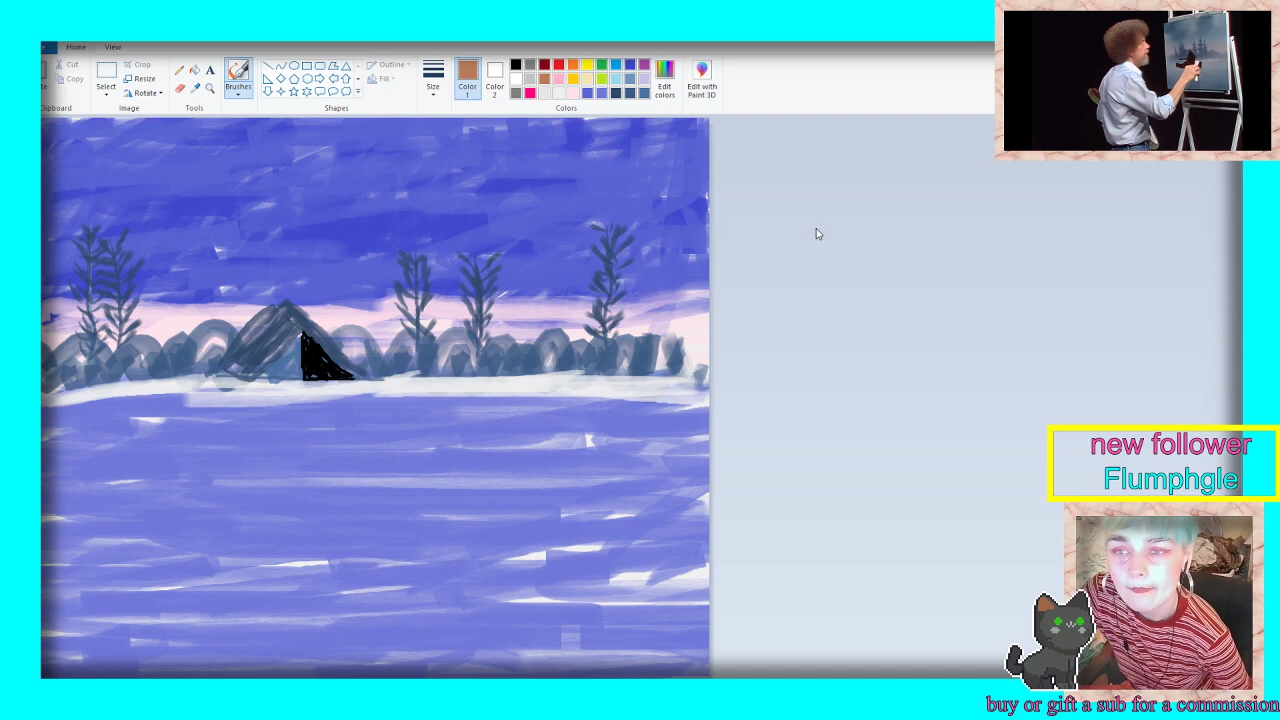 Home View
Cut
Copy
Clipboard
Select
Crop
Resize
Rotate
Image
A
Tools
Brushes
Outline
Fill
Shapes
Size
Color
1
Color
2
Edit
colors
Edit with
Paint 3D
Colors
new follower
Flumphgle
buy or gift a sub for a commission